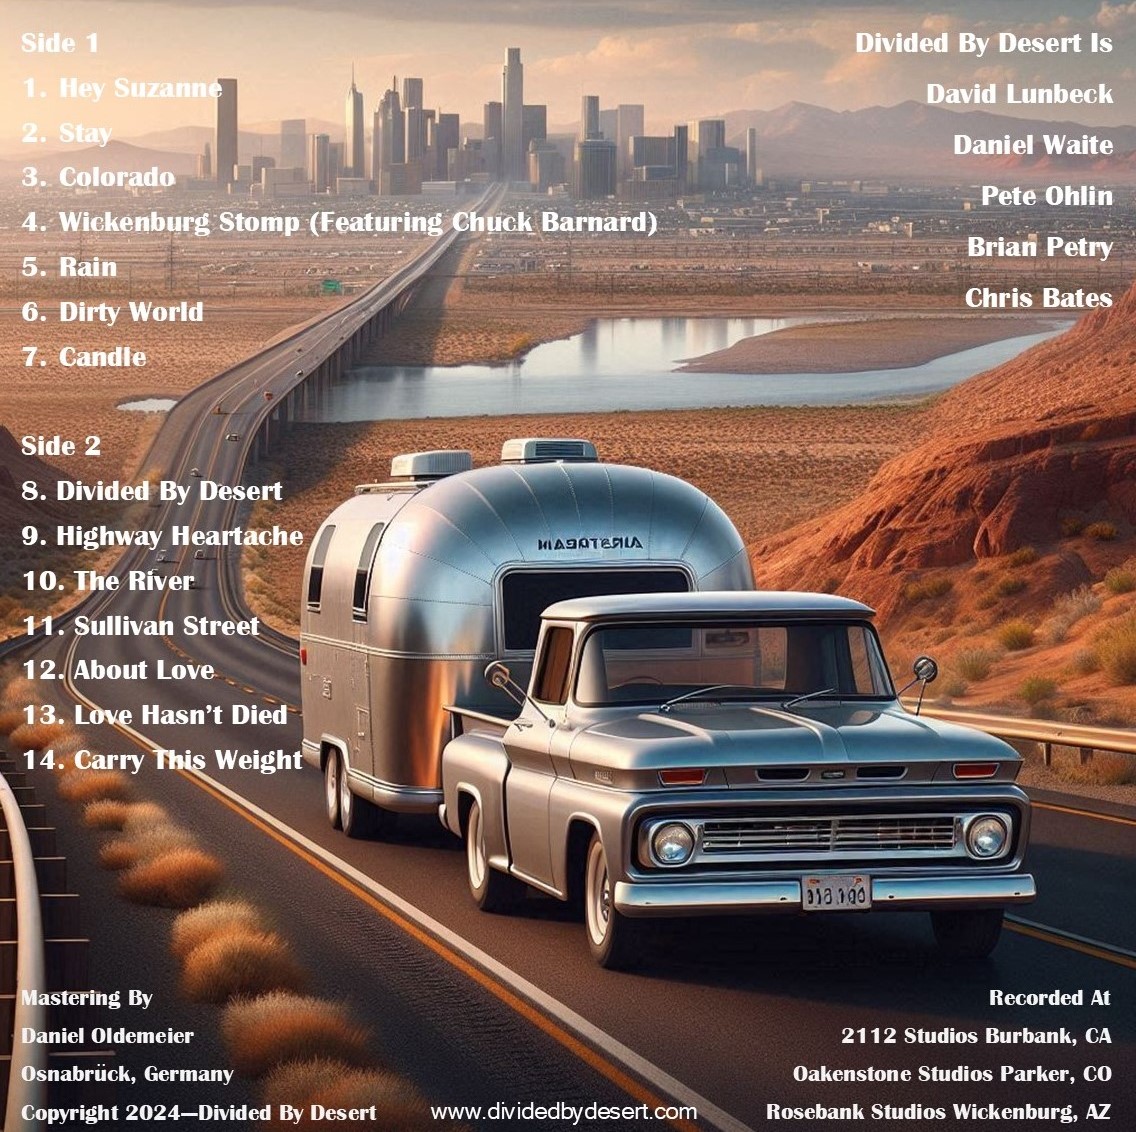 Side 1
1. Hey Suzanne
2. Stay
3. Colorado
4. Wickenburg Stomp (Featuring Chuck Barnard)
5. Rain
6. Dirty World
7. Candle
Side 2
8. Divided By Desert
9. Highway Heartache
10. The River
11. Sullivan Street
12. About Love
13. Love Hasn’t Died
14. Carry This Weight
Divided By Desert Is
David Lunbeck
Daniel Waite
Pete Ohlin
Brian Petry
Chris Bates
Mastering By
Daniel Oldemeier
Osnabrück, Germany
Copyright 2024—Divided By Desert
www.dividedbydesert.com
Recorded At
2112 Studios Burbank, CA
Oakenstone Studios Parker, CO
Rosebank Studios Wickenburg, AZ